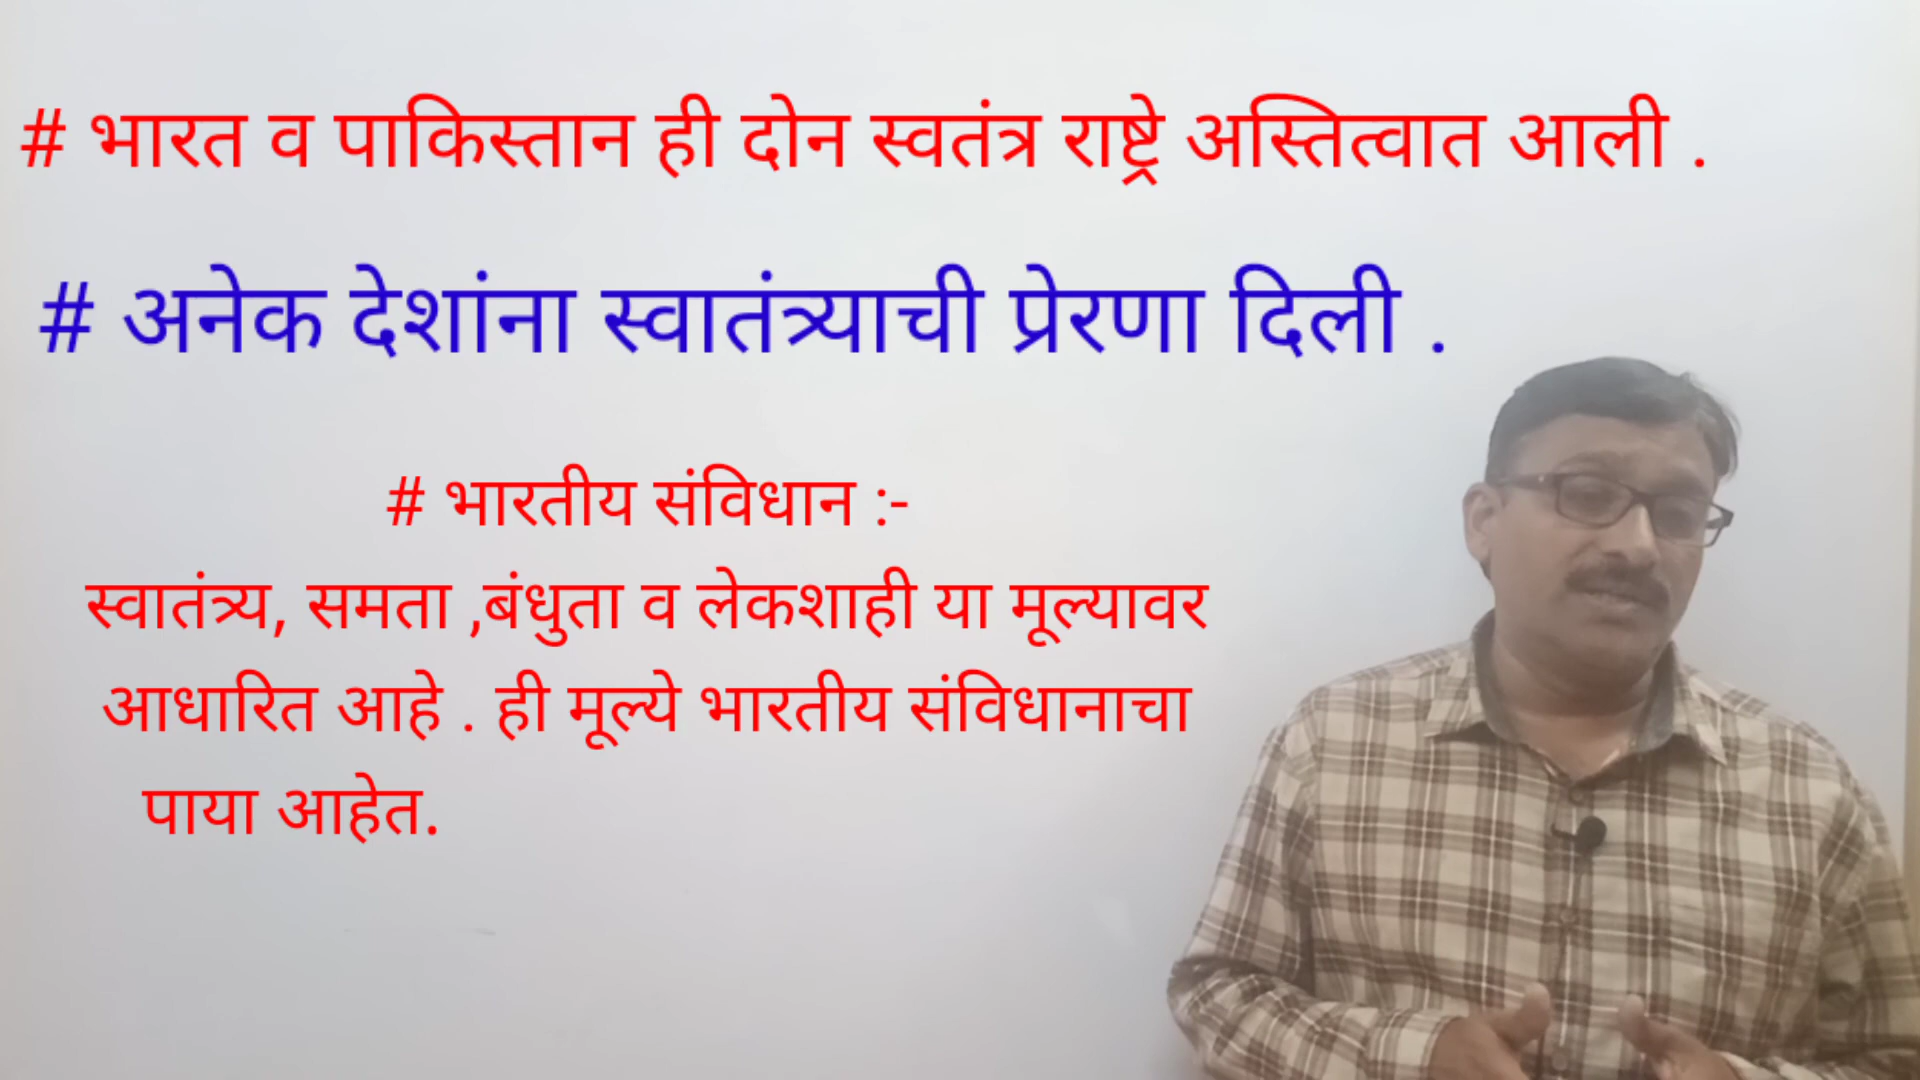 # भारत व पाकिस्तान ही दोन स्वतंत्र राष्ट्रे अस्तित्वात आली .
# अनेक देशांना स्वातंत्र्याची प्रेरणा दिली .
# भारतीय संविधान :-
स्वातंत्र्य, समता ,बंधुता व लेकशाही या मूल्यावर
आधारित आहे . ही मूल्ये भारतीय संविधानाचा
पाया आहेत.